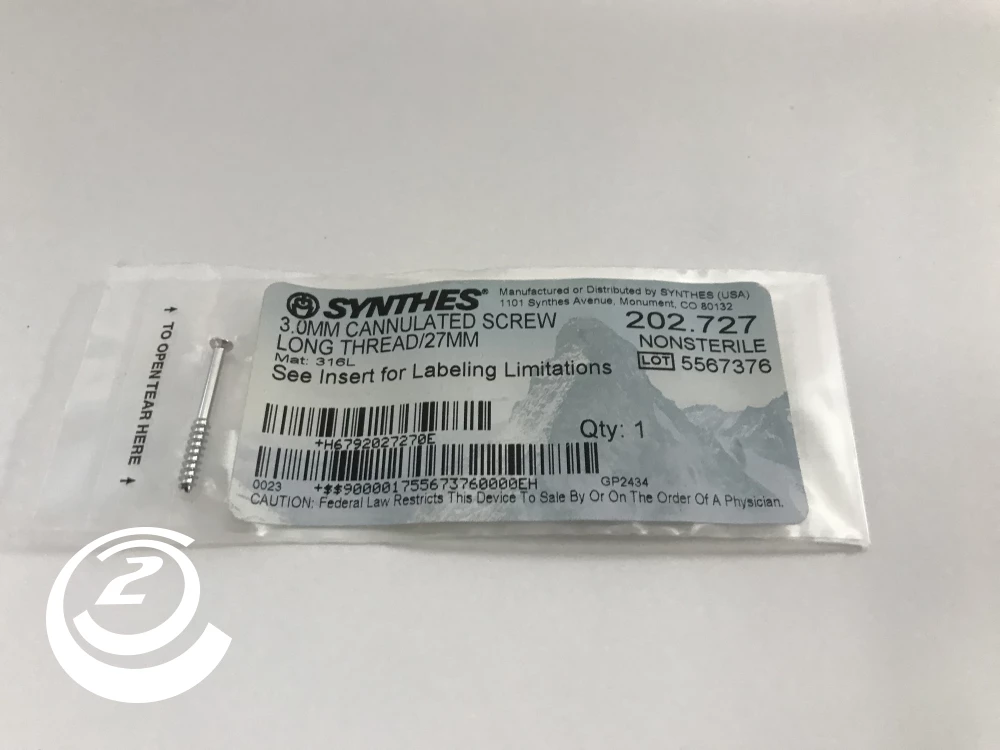 SYNTHES®
Manufactured or Distributed by SYNTHES (USA)
1101 Synthes Avenue, Monument, CO 80132
3.0MM CANNULATED SCREW
LONG THREAD/27MM
Mat: 316L
See Insert for Labeling Limitations
202.727
NONSTERILE
LOT 5567376
+H6792027270E
Qty: 1
0023
+$$900001755673760000EH
GP2434
CAUTION: Federal Law Restricts This Device To Sale By Or On The Order Of A Physician.
TO OPEN TEAR HERE
2